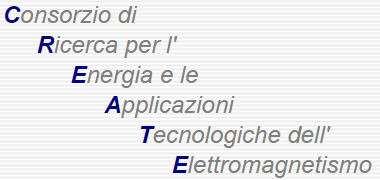 Consorzio di
Ricerca per l'
Energia e le
Applicazioni
Tecnologiche dell'
Elettromagnetismo